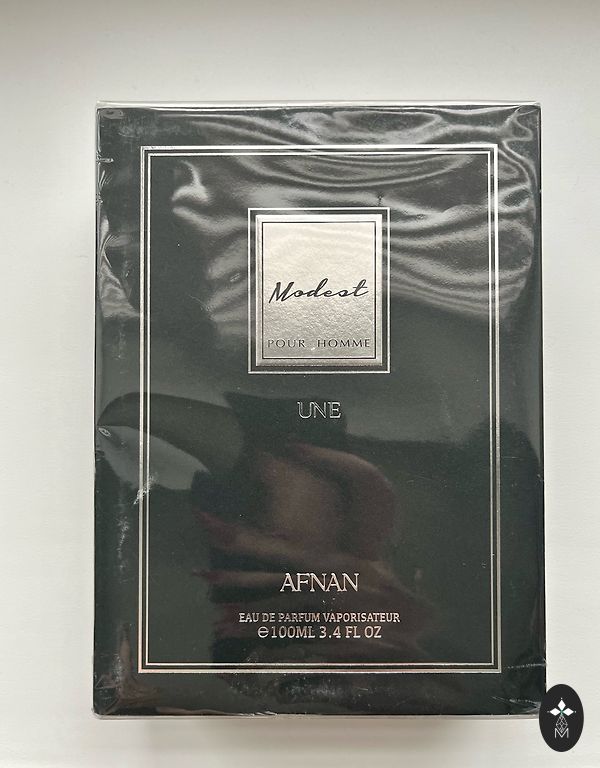 Modest
POUR HOMME
UNE
AFNAN
EAU DE PARFUM VAPORISATEUR
℮100ML 3.4 FL OZ
M